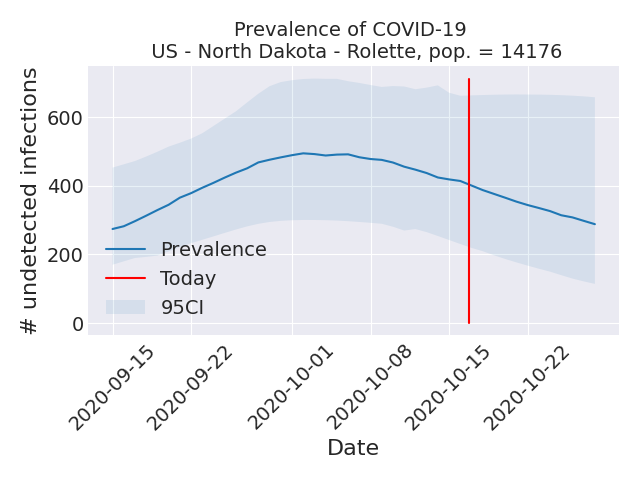 Prevalence of COVID-19
US - North Dakota - Rolette, pop. = 14176
# undetected infections
600
400
200
0
Prevalence
Today
95CI
2020-09-15
2020-09-22
2020-10-01
2020-10-08
2020-10-15
2020-10-22
Date